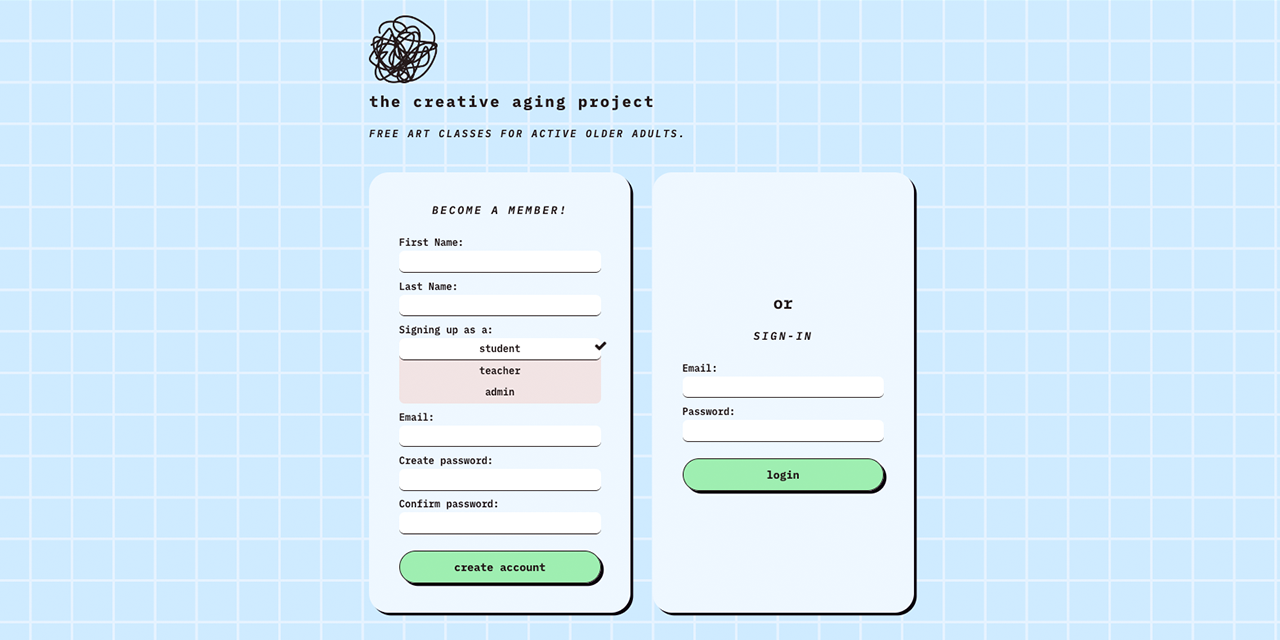 the creative aging project
FREE ART CLASSES FOR ACTIVE OLDER ADULTS.
BECOME A MEMBER!
First Name:
Last Name:
Signing up as a:
student
teacher
admin
Email:
Create password:
Confirm password:
create account
or
SIGN-IN
Email:
Password:
login